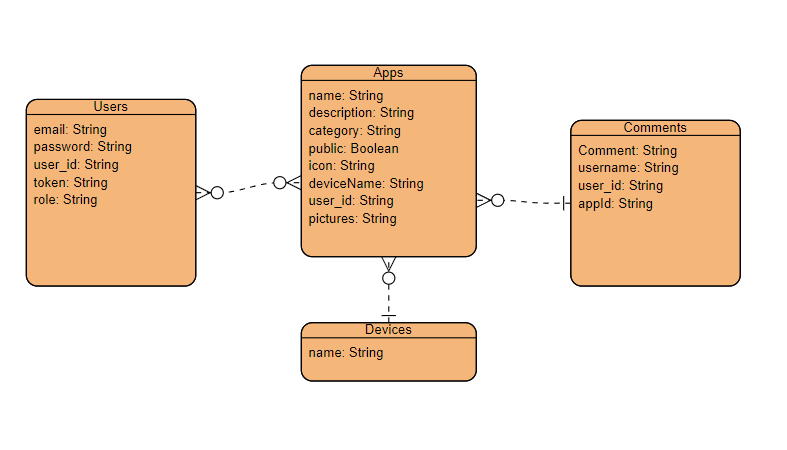 Users
email: String
password: String
user_id: String
token: String
role: String
Apps
name: String
description: String
category: String
public: Boolean
icon: String
deviceName: String
user_id: String
pictures: String
Comments
Comment: String
username: String
user_id: String
appId: String
Devices
name: String